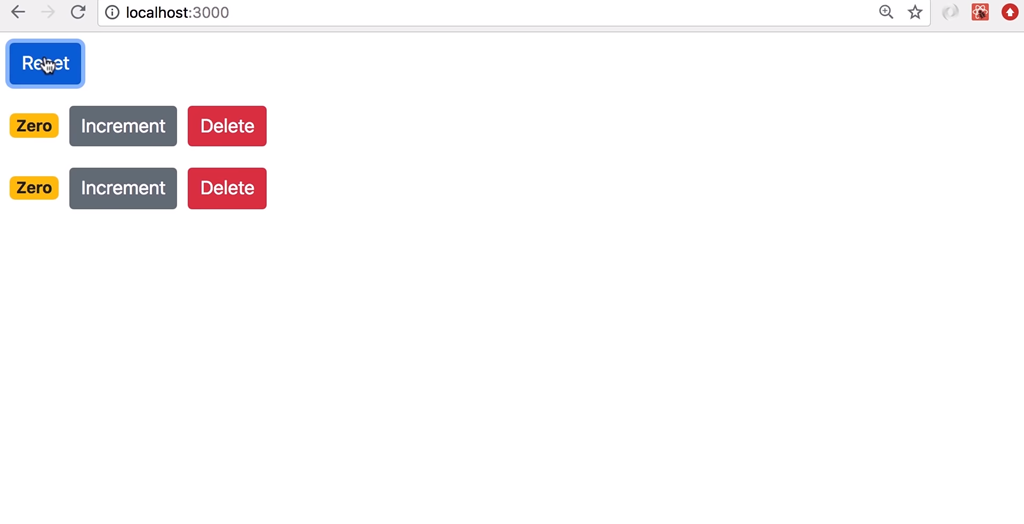 localhost:3000
Reset
Zero Increment Delete
Zero Increment Delete